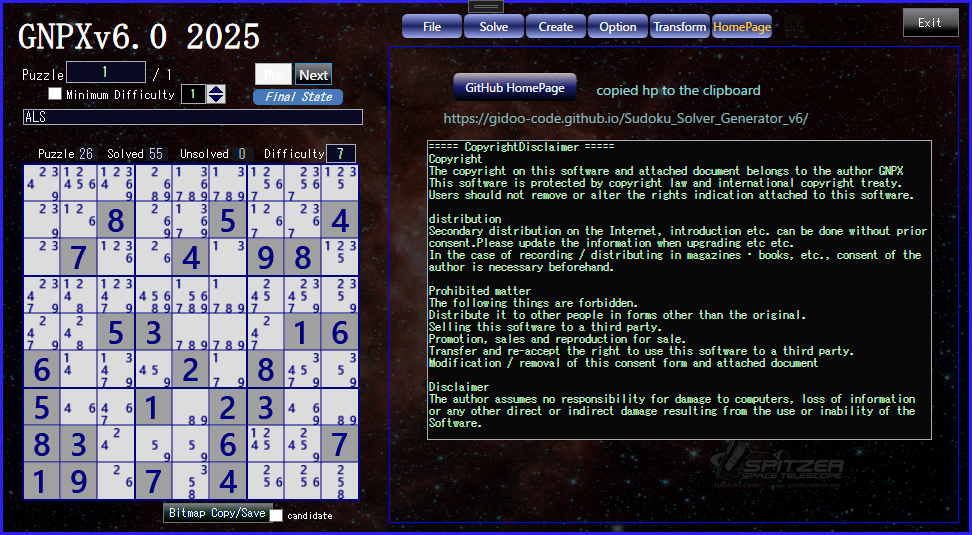 GNPXv6.0 2025
File Solve Create Option Transform HomePage
Exit
Puzzle 1 / 1
Pre Next
Minimum Difficulty 1
Final State
ALS
GitHub HomePage
copied hp to the clipboard
https://gidoo-code.github.io/Sudoku_Solver_Generator_v6/
Puzzle 26 Solved 55 Unsolved 0 Difficulty 7
8 5 4
7 4 9 8
5 3 1 6
6 2 8
5 1 2 3
8 3 6 7
1 9 7 4
Bitmap Copy/Save
candidate
===== CopyrightDisclaimer =====
Copyright
The copyright on this software and attached document belongs to the author GNPX
This software is protected by copyright law and international copyright treaty.
Users should not remove or alter the rights indication attached to this software.
distribution
Secondary distribution on the Internet, introduction etc. can be done without prior
consent.Please update the information when upgrading etc etc.
In the case of recording / distributing in magazines · books, etc., consent of the
author is necessary beforehand.
Prohibited matter
The following things are forbidden.
Distribute it to other people in forms other than the original.
Selling this software to a third party.
Promotion, sales and reproduction for sale.
Transfer and re-accept the right to use this software to a third party.
Modification / removal of this consent form and attached document
Disclaimer
The author assumes no responsibility for damage to computers, loss of information
or any other direct or indirect damage resulting from the use or inability of the
Software.
SPITZER
SPACE TELESCOPE